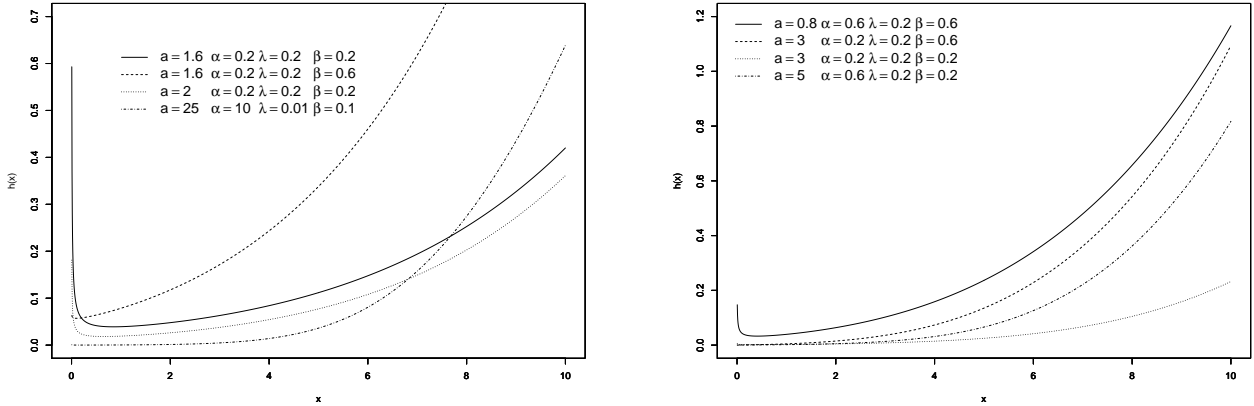 0.7
0.6
0.5
0.4
0.3
0.2
0.1
0.0
h(x)
a = 1.6 α = 0.2 λ = 0.2 β = 0.2
a = 1.6 α = 0.2 λ = 0.2 β = 0.6
a = 2 α = 0.2 λ = 0.2 β = 0.2
a = 25 α = 10 λ = 0.01 β = 0.1
0 2 4 6 8 10
x
1.2
1.0
0.8
0.6
0.4
0.2
0.0
h(x)
a = 0.8 α = 0.6 λ = 0.2 β = 0.6
a = 3 α = 0.2 λ = 0.2 β = 0.6
a = 3 α = 0.2 λ = 0.2 β = 0.2
a = 5 α = 0.6 λ = 0.2 β = 0.2
0 2 4 6 8 10
x